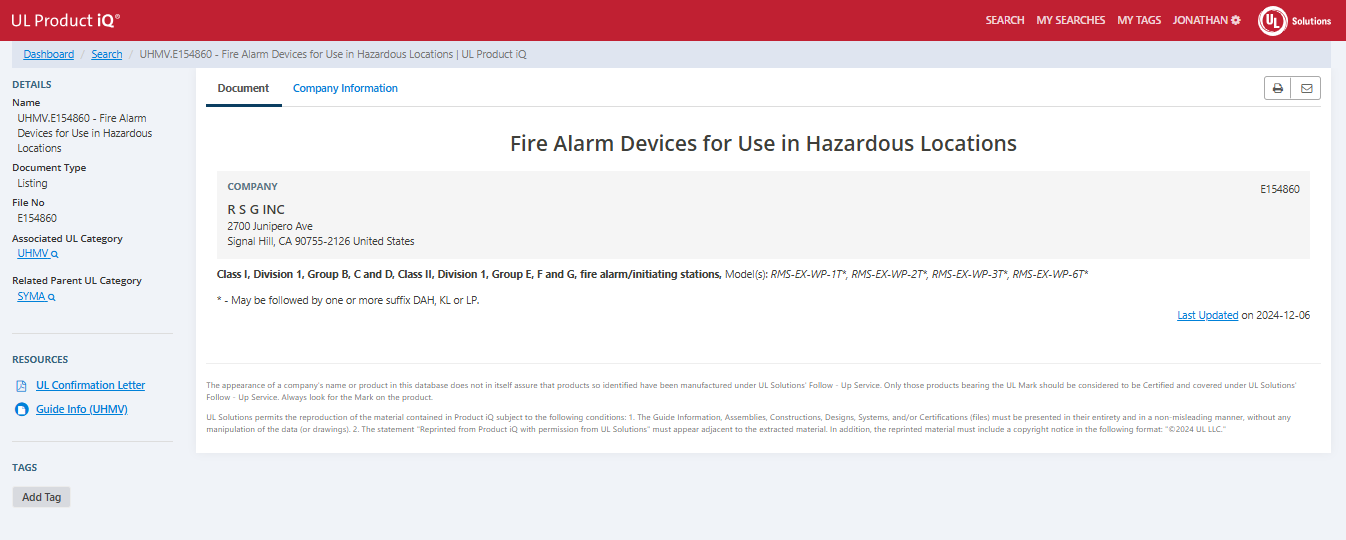 UL Product iQ®
SEARCH MY SEARCHES MY TAGS JONATHAN
UL Solutions
Dashboard / Search / UHMV.E154860 - Fire Alarm Devices for Use in Hazardous Locations | UL Product iQ
DETAILS
Name
UHMV.E154860 - Fire Alarm
Devices for Use in Hazardous
Locations
Document Type
Listing
File No
E154860
Associated UL Category
UHMV
Related Parent UL Category
SYMA
RESOURCES
UL Confirmation Letter
Guide Info (UHMV)
TAGS
Add Tag
Document Company Information
Fire Alarm Devices for Use in Hazardous Locations
COMPANY E154860
R S G INC
2700 Junipero Ave
Signal Hill, CA 90755-2126 United States
Class I, Division 1, Group B, C and D, Class II, Division 1, Group E, F and G, fire alarm/initiating stations, Model(s): RMS-EX-WP-1T*, RMS-EX-WP-2T*, RMS-EX-WP-3T*, RMS-EX-WP-6T*
* - May be followed by one or more suffix DAH, KL or LP.
Last Updated on 2024-12-06
The appearance of a company's name or product in this database does not in itself assure that products so identified have been manufactured under UL Solutions' Follow - Up Service. Only those products bearing the UL Mark should be considered to be Certified and covered under UL Solutions'
Follow - Up Service. Always look for the Mark on the product.
UL Solutions permits the reproduction of the material contained in Product iQ subject to the following conditions: 1. The Guide Information, Assemblies, Constructions, Designs, Systems, and/or Certifications (files) must be presented in their entirety and in a non-misleading manner, without any
manipulation of the data (or drawings). 2. The statement "Reprinted from Product iQ with permission from UL Solutions" must appear adjacent to the extracted material. In addition, the reprinted material must include a copyright notice in the following format: "©2024 UL LLC."